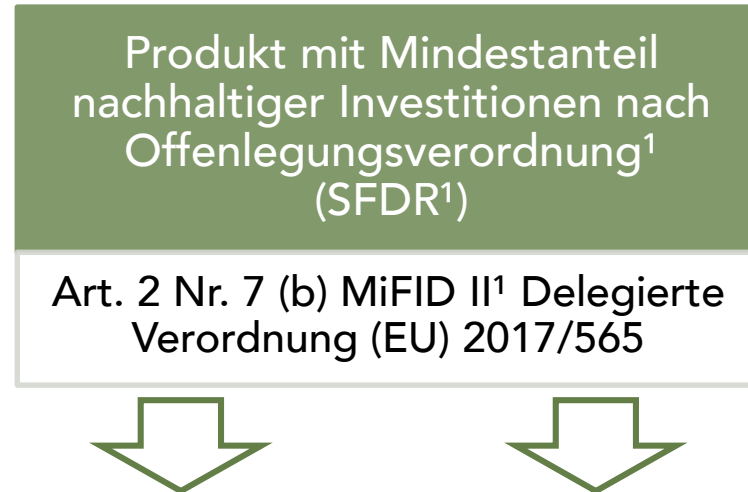 Produkt mit Mindestanteil
nachhaltiger Investitionen nach
Offenlegungsverordnung¹
(SFDR¹)
Art. 2 Nr. 7 (b) MiFID II¹ Delegierte
Verordnung (EU) 2017/565